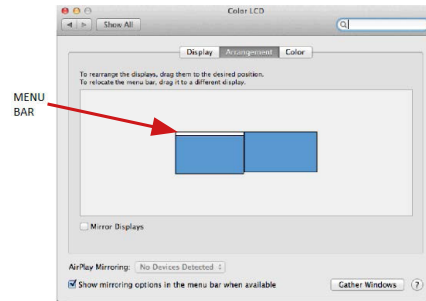 Color LCD
Show All
Display Arrangement Color
To rearrange the displays, drag them to the desired position.
To relocate the menu bar, drag it to a different display.
MENU
BAR
Mirror Displays
AirPlay Mirroring: No Devices Detected
Show mirroring options in the menu bar when available
Gather Windows ?